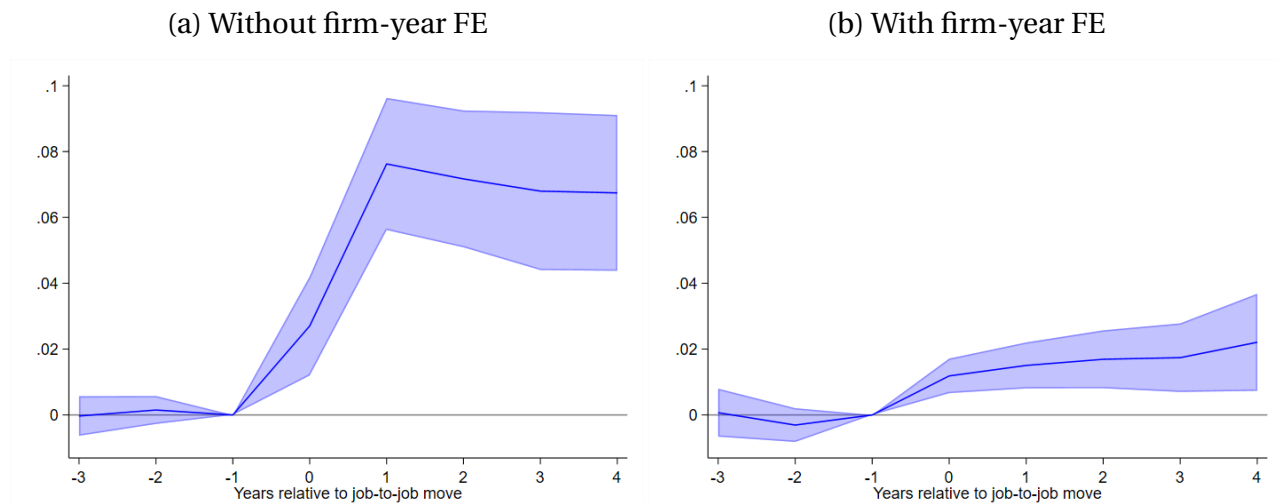 (a) Without firm-year FE
.1
.08
.06
.04
.02
0
-3 -2 -1 0 1 2 3 4
Years relative to job-to-job move
(b) With firm-year FE
.1
.08
.06
.04
.02
0
-3 -2 -1 0 1 2 3 4
Years relative to job-to-job move